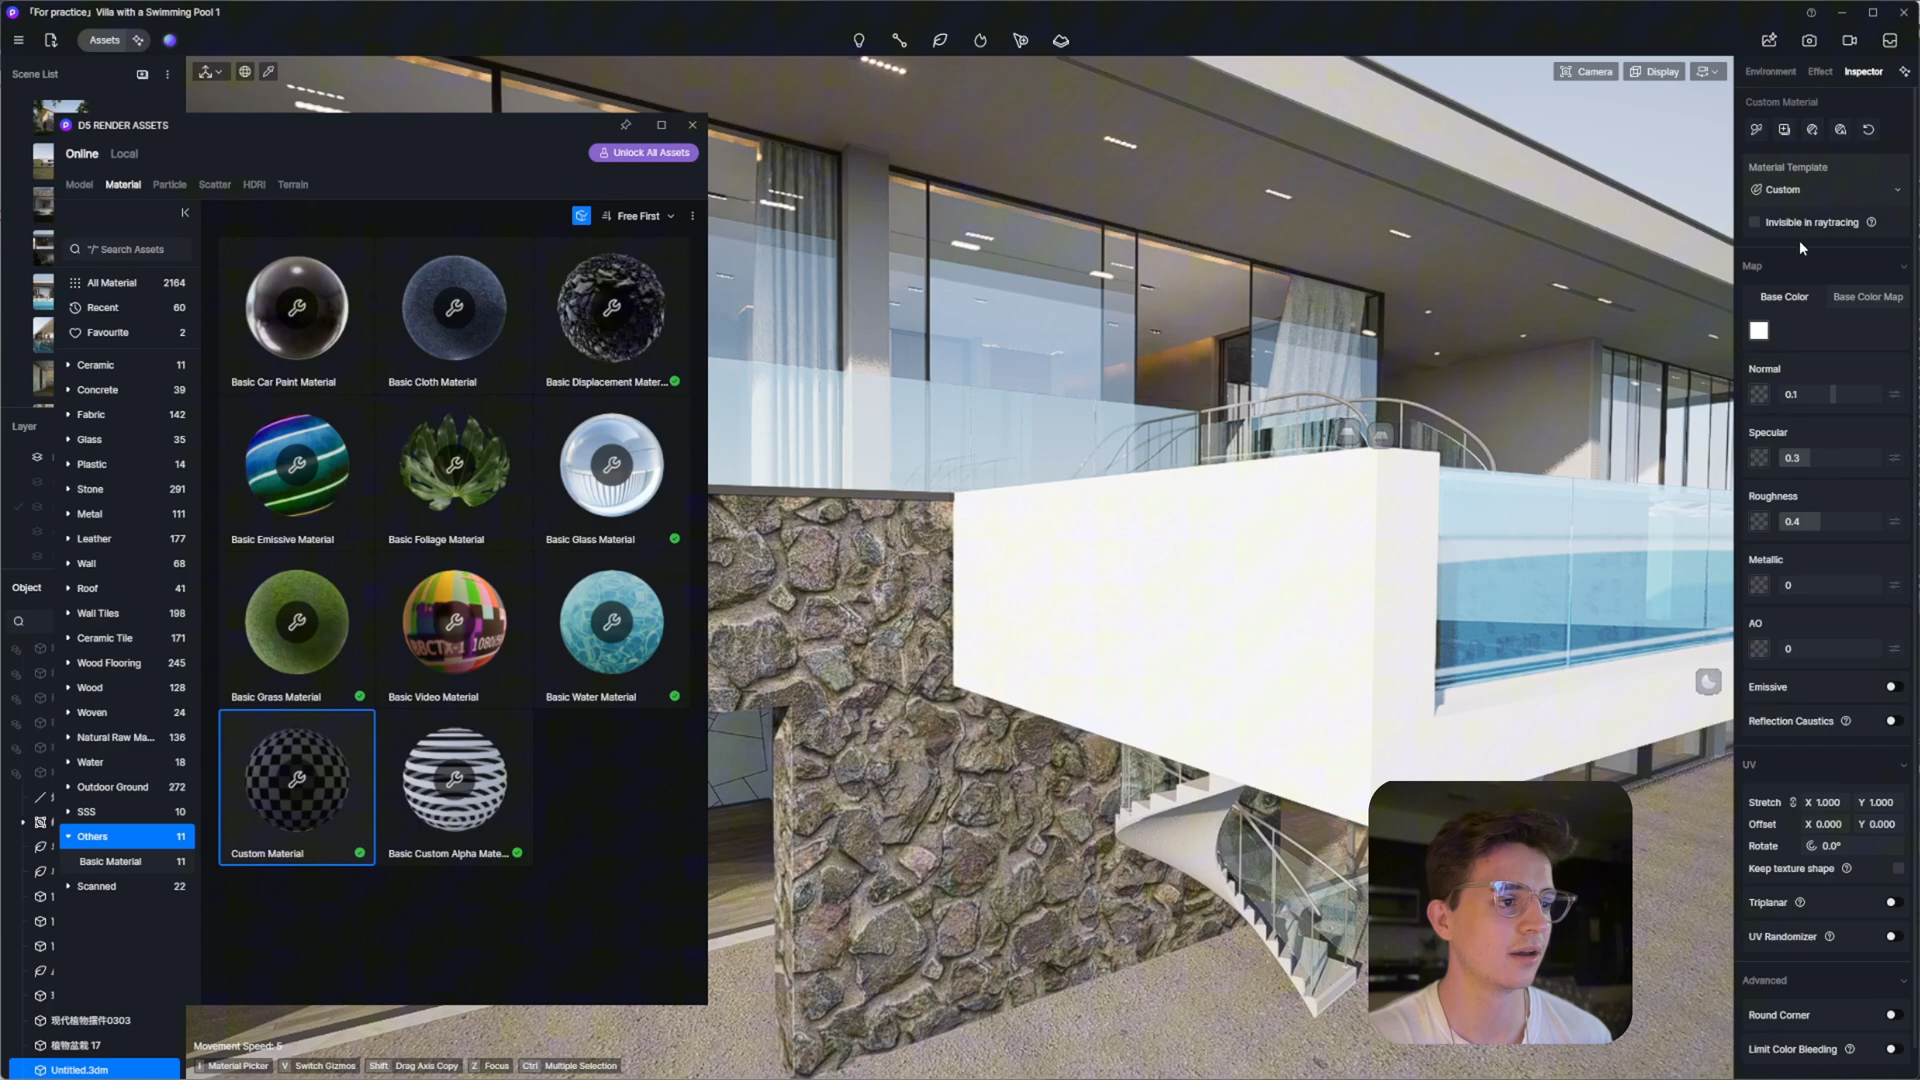 「For practice」Villa with a Swimming Pool 1
Assets
Scene List
Camera
Display
Environment
Effect
Inspector
D5 RENDER ASSETS
Online
Local
Unlock All Assets
Model
Material
Particle
Scatter
HDRI
Terrain
Free First
"/" Search Assets
All Material 2164
Recent 60
Favourite 2
Ceramic 11
Concrete 39
Fabric 142
Glass 35
Plastic 14
Stone 291
Metal 111
Leather 177
Wall 68
Roof 41
Wall Tiles 198
Ceramic Tile 171
Wood Flooring 245
Wood 128
Woven 24
Natural Raw Ma... 136
Water 18
Outdoor Ground 272
SSS 10
Others 11
Basic Material 11
Scanned 22
Basic Car Paint Material
Basic Cloth Material
Basic Displacement Mater...
Basic Emissive Material
Basic Foliage Material
Basic Glass Material
BBCTX-1 1080/5
Basic Grass Material
Basic Video Material
Basic Water Material
Custom Material
Basic Custom Alpha Mate...
Layer
Object
现代植物摆件0303
植物盆栽 17
Untitled.3dm
Movement Speed: 5
I Material Picker
V Switch Gizmos
Shift Drag Axis Copy
Z Focus
Ctrl Multiple Selection
Custom Material
Material Template
Custom
Invisible in raytracing
Map
Base Color
Base Color Map
Normal
0.1
Specular
0.3
Roughness
0.4
Metallic
0
AO
0
Emissive
Reflection Caustics
UV
Stretch X 1.000 Y 1.000
Offset X 0.000 Y 0.000
Rotate 0.0°
Keep texture shape
Triplanar
UV Randomizer
Advanced
Round Corner
Limit Color Bleeding